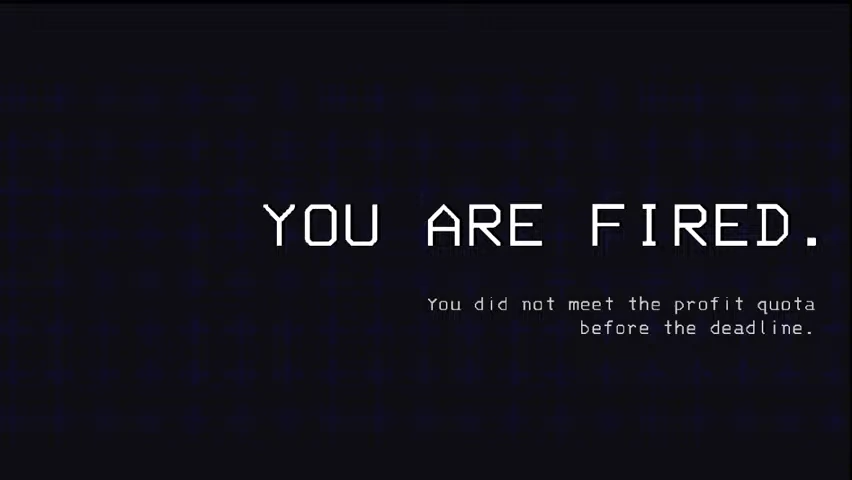 YOU ARE FIRED.
You did not meet the profit quota
before the deadline.